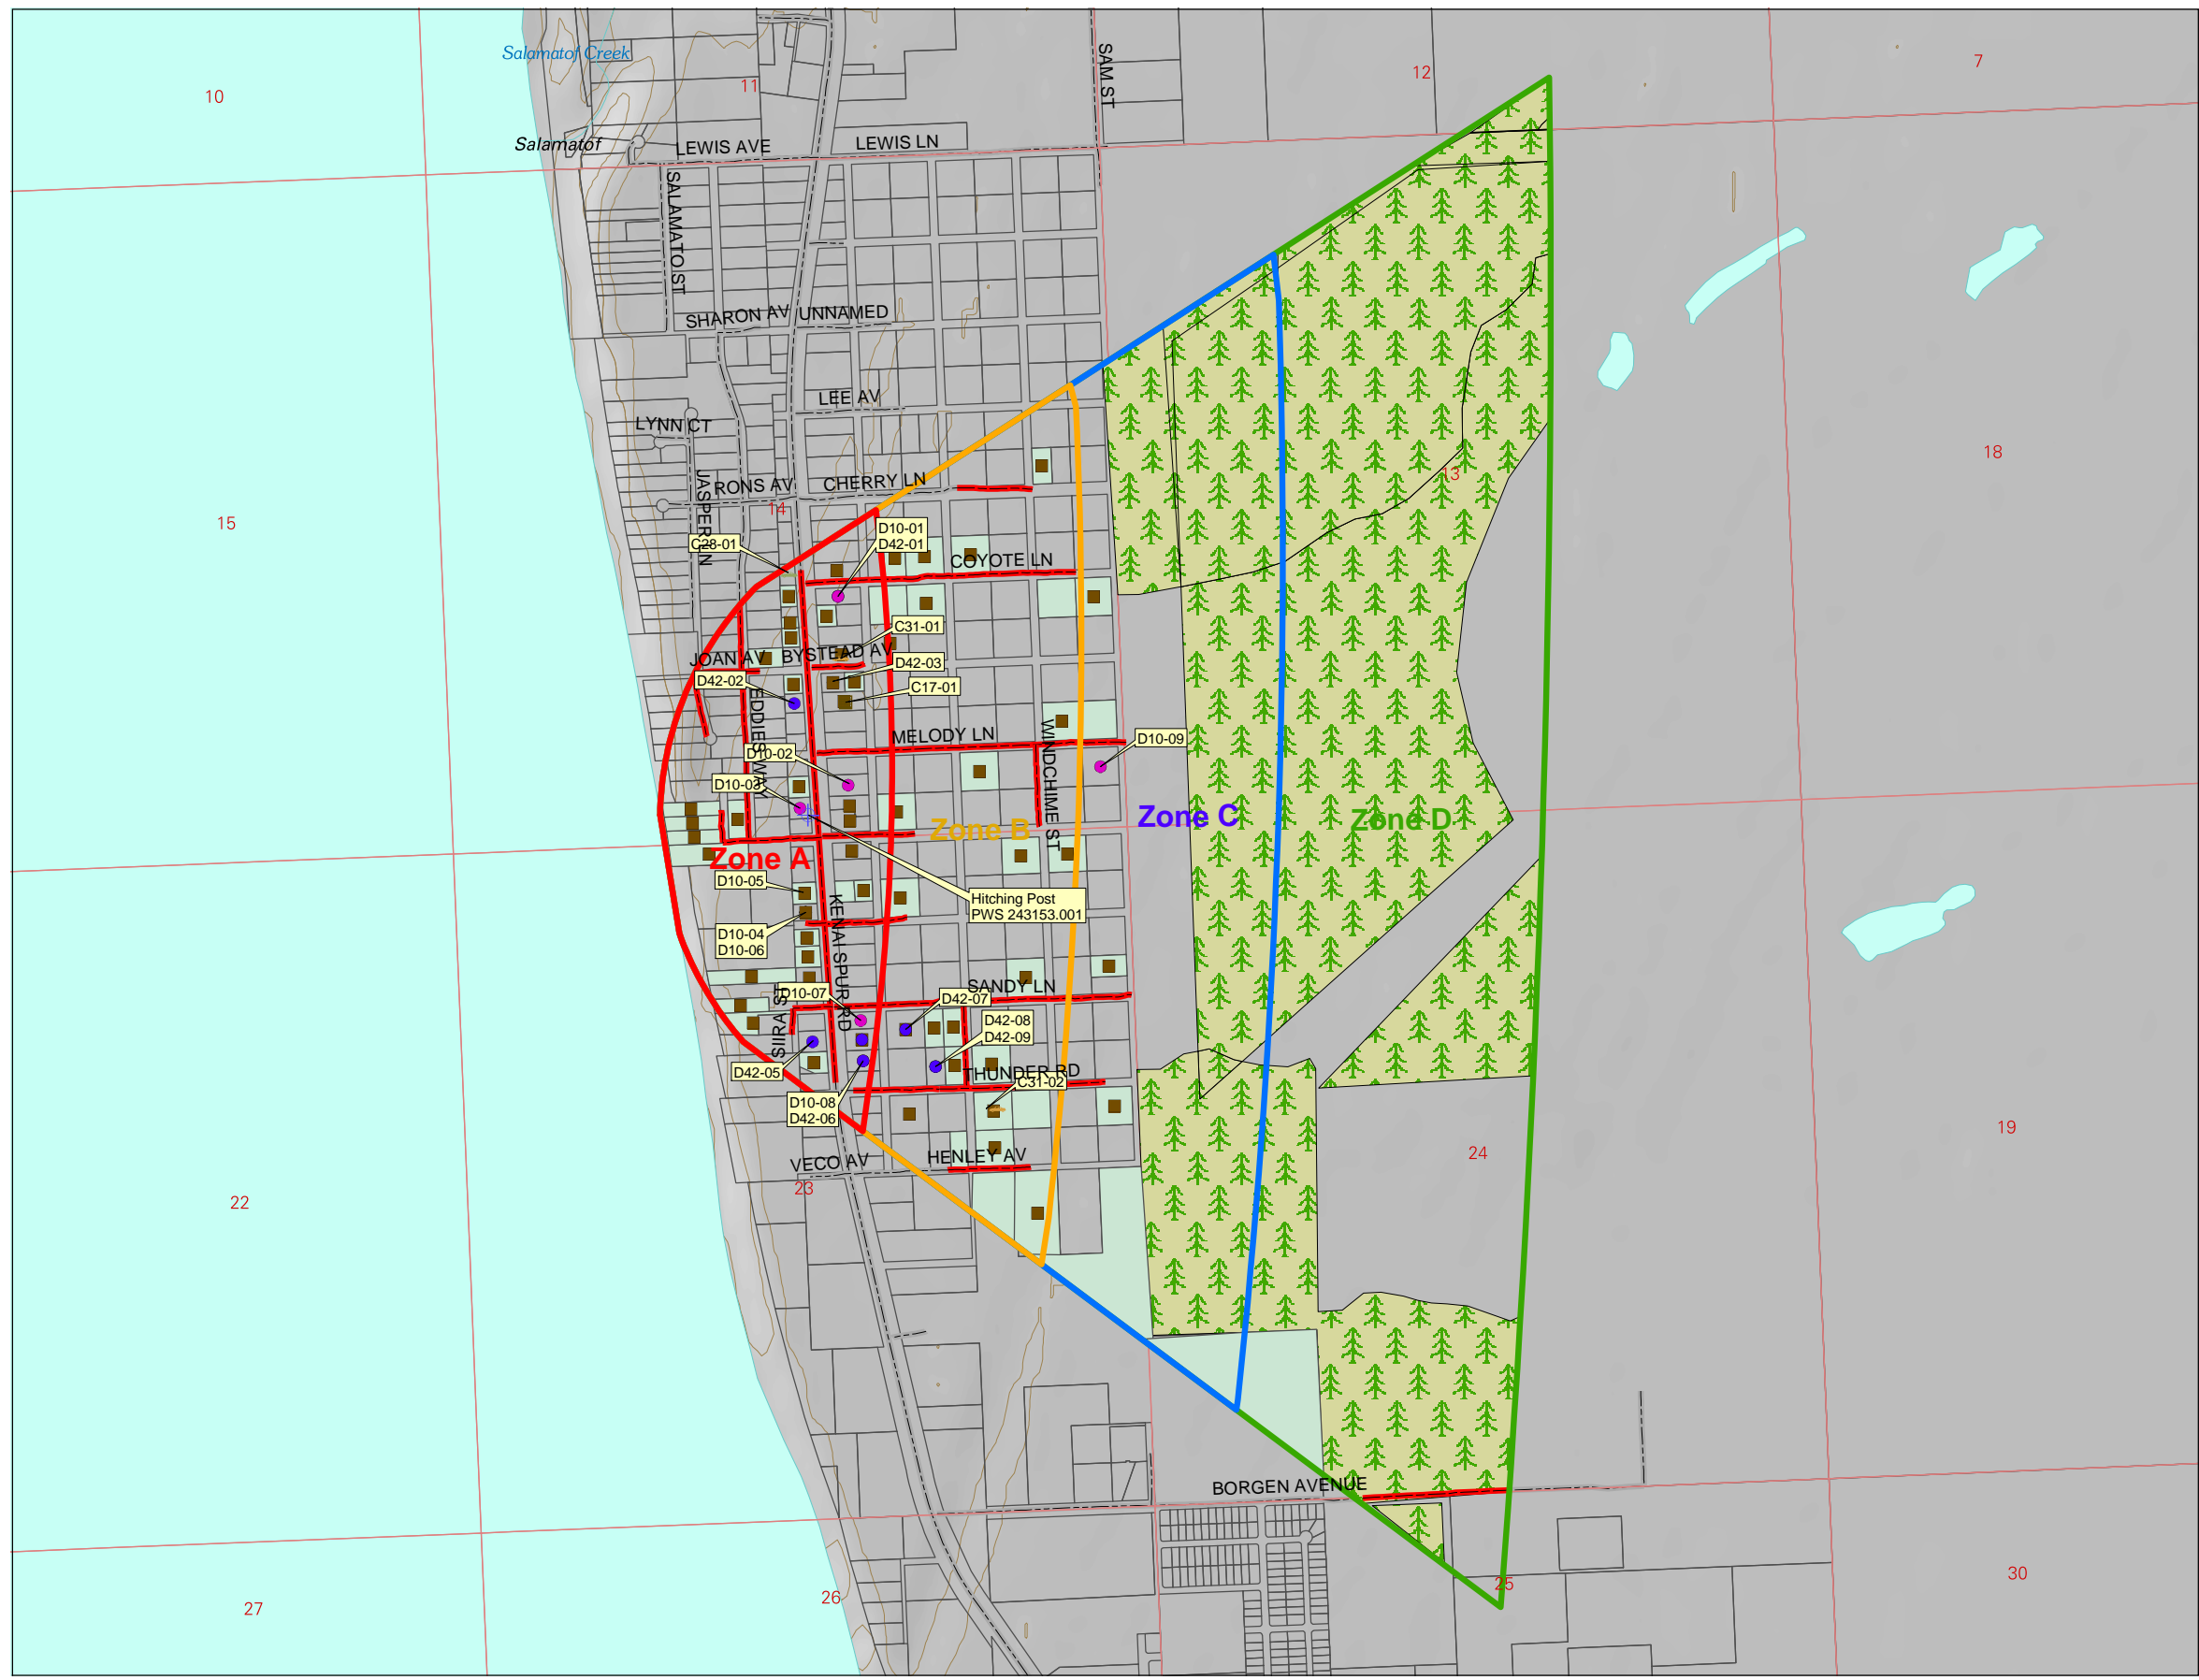 Salamatof Creek
10
11
12
7
SAM ST
Salamatof
LEWIS AVE
LEWIS LN
SALAMATO ST
SHARON AV
UNNAMED
LEE AV
LYNN CT
JASPER LN
RONS AV
CHERRY LN
13
18
15
14
C28-01
D10-01
D42-01
COYOTE LN
C31-01
JOAN AV
BYSTEAD AV
D42-03
D42-02
C17-01
EDDIES WAY
MELODY LN
WINDCHIME ST
D10-09
D10-02
D10-03
Zone A
Zone B
Zone C
Zone D
D10-05
Hitching Post
PWS 243153.001
D10-04
D10-06
KENAI SPUR RD
SANDY LN
D10-07
D42-07
SIIRA ST
D42-08
D42-09
D42-05
THUNDER RD
C31-02
D10-08
D42-06
VECO AV
HENLEY AV
22
23
24
19
BORGEN AVENUE
27
26
25
30